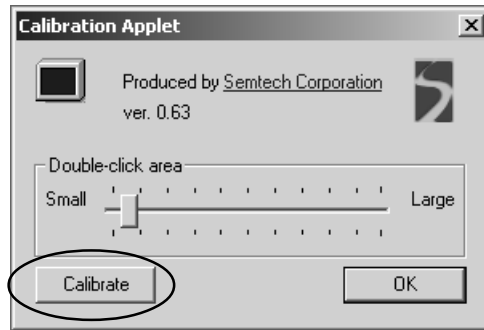 Calibration Applet
Produced by Semtech Corporation
ver. 0.63
Double-click area
Small
Large
Calibrate
OK